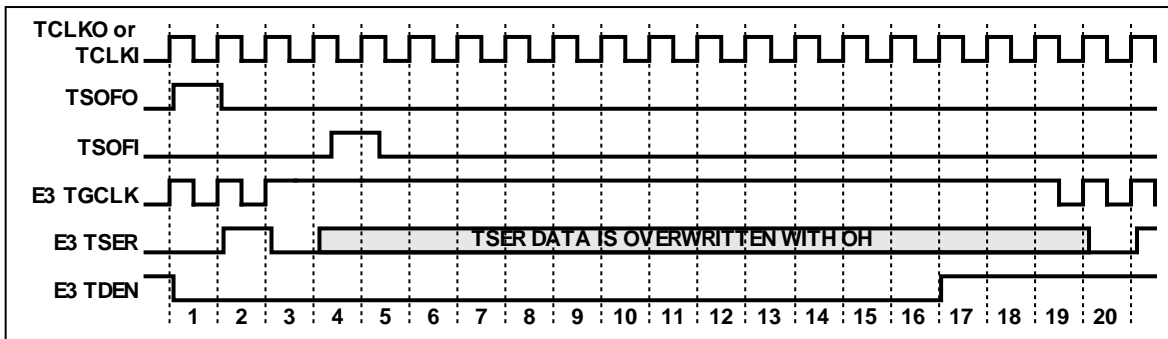 TCLKO or
TCLKI
TSOFO
TSOFI
E3 TGCLK
E3 TSER
TSER DATA IS OVERWRITTEN WITH OH
E3 TDEN
1 2 3 4 5 6 7 8 9 10 11 12 13 14 15 16 17 18 19 20